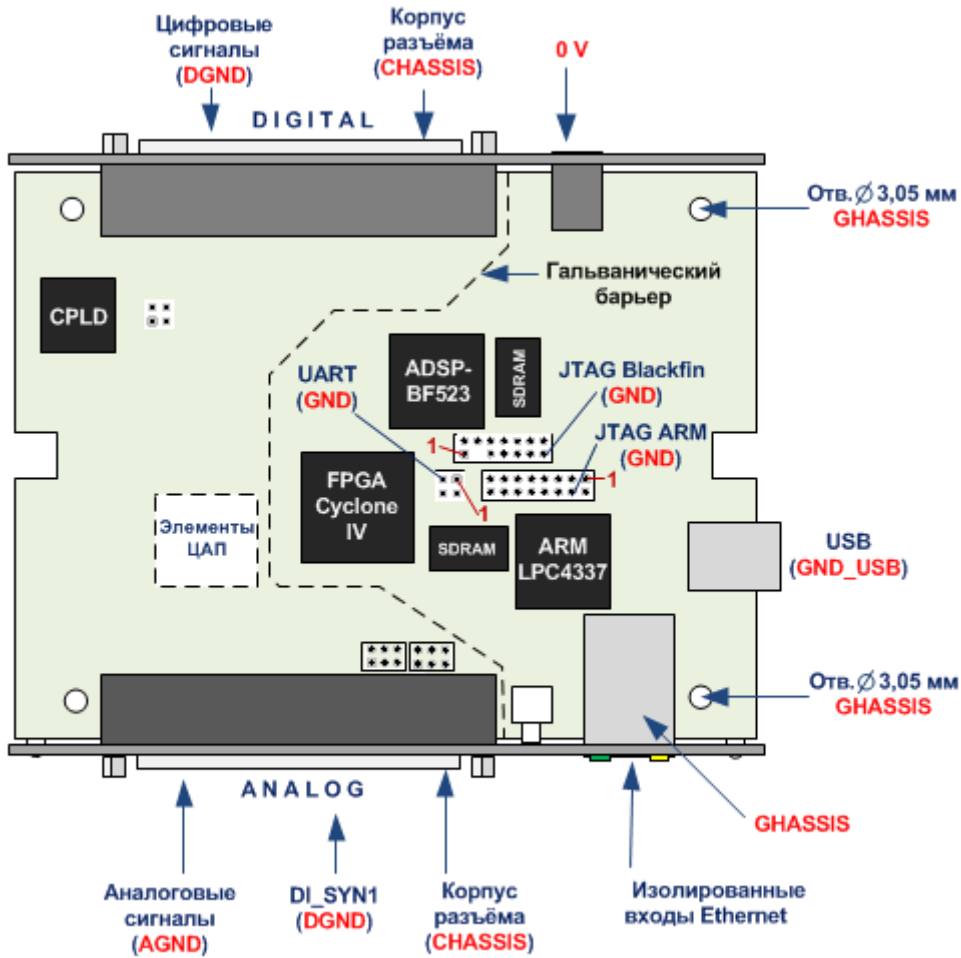 Цифровые
сигналы
(DGND)
Корпус
разъёма
(CHASSIS)
0 V
DIGITAL
Отв.∅ 3,05 мм
GHASSIS
Гальванический
барьер
CPLD
ADSP-
BF523
SDRAM
UART
(GND)
JTAG Blackfin
(GND)
1
JTAG ARM
(GND)
1
1
FPGA
Cyclone
IV
Элементы
ЦАП
SDRAM
ARM
LPC4337
USB
(GND_USB)
Отв.∅ 3,05 мм
GHASSIS
ANALOG
GHASSIS
Аналоговые
сигналы
(AGND)
DI_SYN1
(DGND)
Корпус
разъёма
(CHASSIS)
Изолированные
входы Ethernet